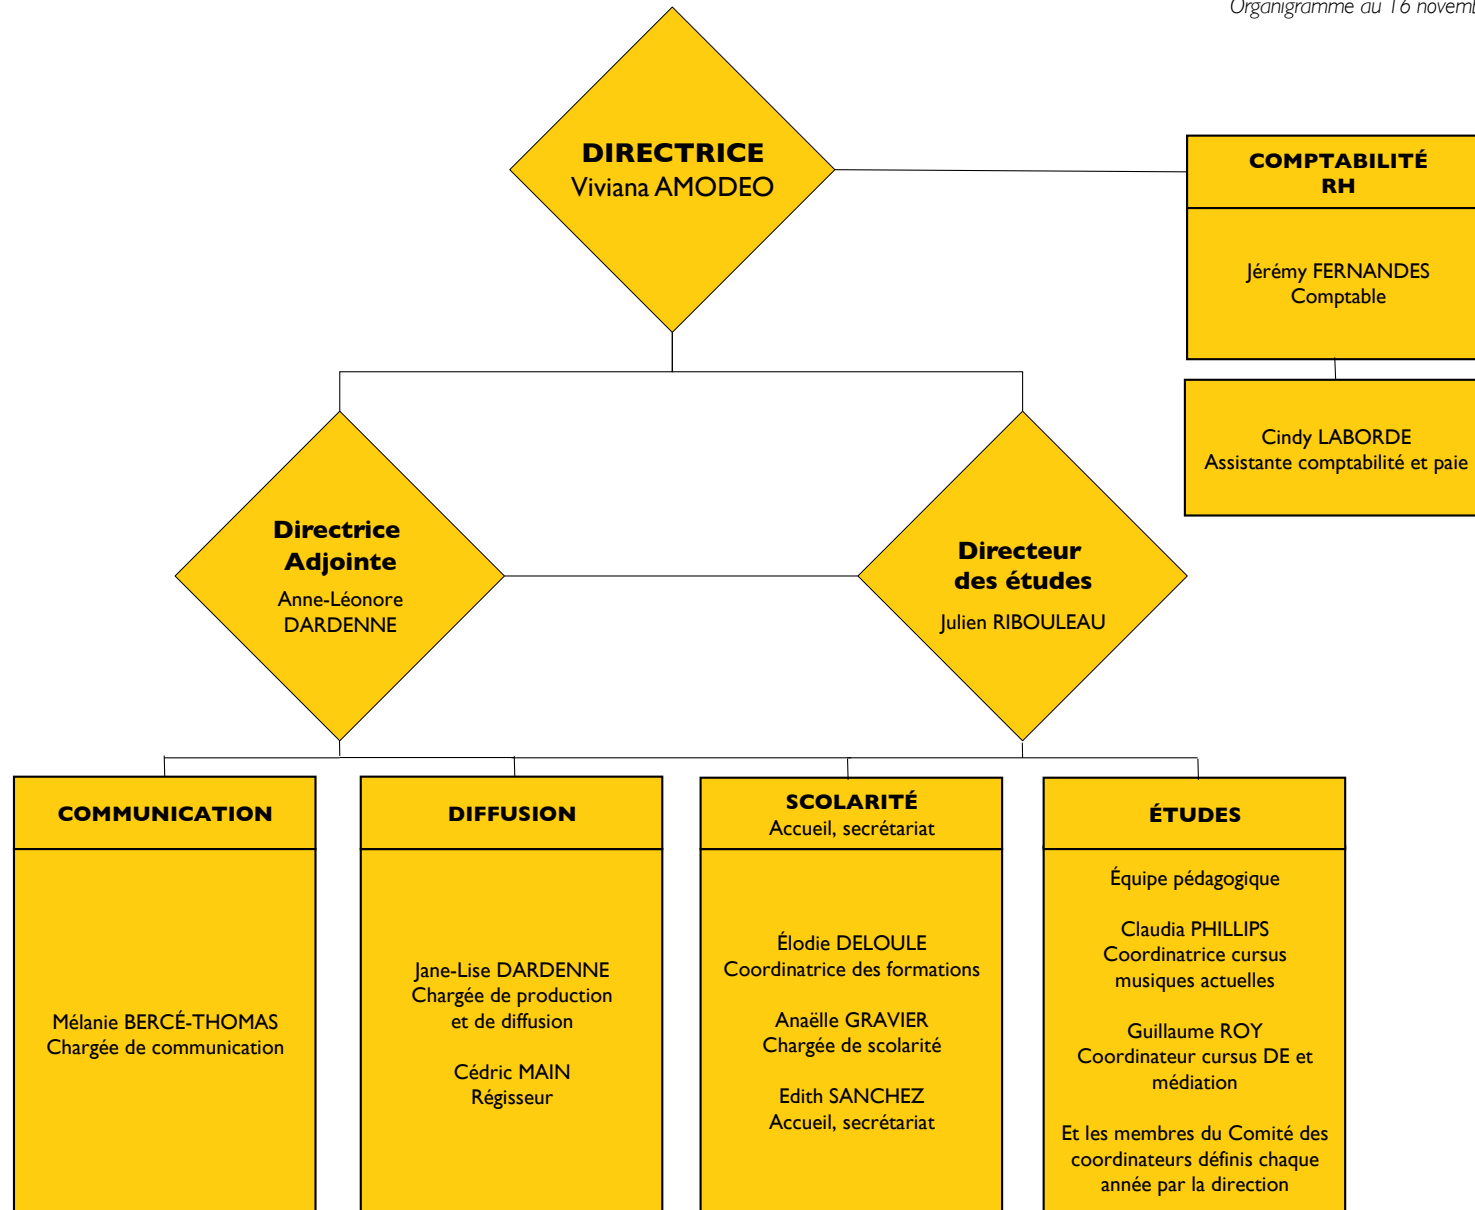 Organigramme au 16
DIRECTRICE
Viviana AMODEO
COMPTABILITÉ
RH
Jérémy FERNANDES
Comptable
Cindy LABORDE
Assistante comptabilité et paie
Directrice
Adjointe
Anne-Léonore
DARDENNE
Directeur
des études
Julien RIBOULEAU
COMMUNICATION
Mélanie BERCÉ-THOMAS
Chargée de communication
DIFFUSION
Jane-Lise DARDENNE
Chargée de production
et de diffusion
Cédric MAIN
Régisseur
SCOLARITÉ
Accueil, secrétariat
Élodie DELOULE
Coordinatrice des formations
Anaëlle GRAVIER
Chargée de scolarité
Edith SANCHEZ
Accueil, secrétariat
ÉTUDES
Équipe pédagogique
Claudia PHILLIPS
Coordinatrice cursus
musiques actuelles
Guillaume ROY
Coordinateur cursus DE et
médiation
Et les membres du Comité des
coordinateurs définis chaque
année par la direction